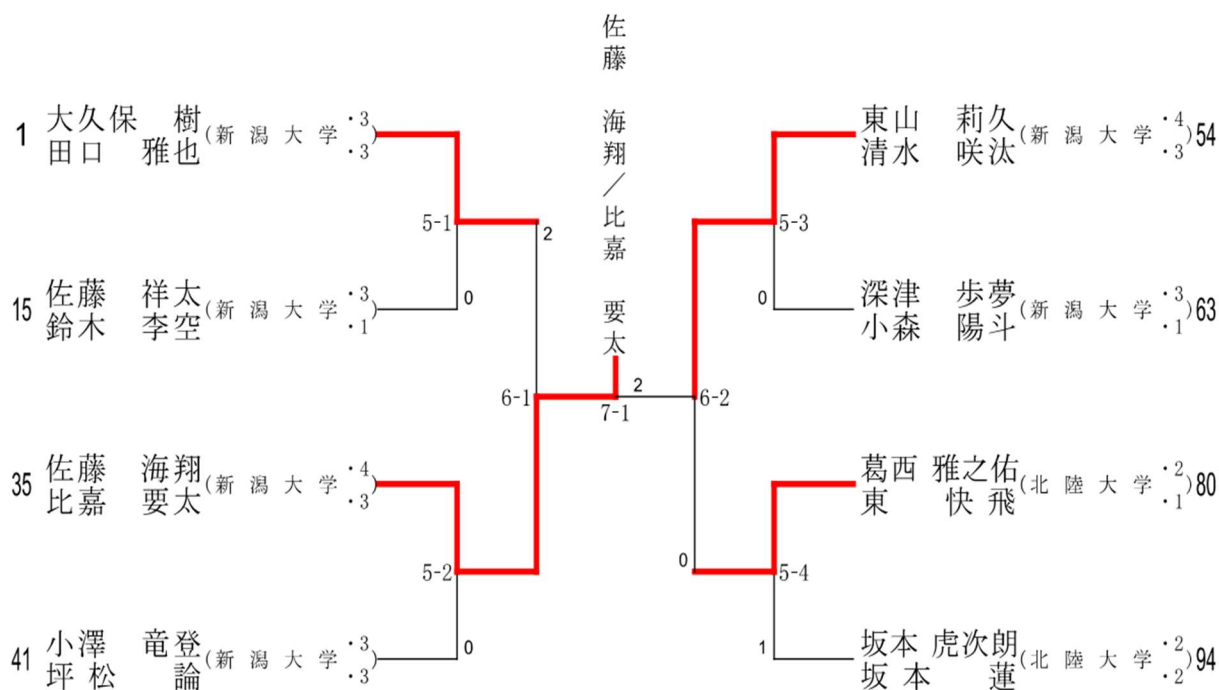 佐藤 海翔／比嘉 要太
1 大久保 樹 (新潟大学 ・3
田口 雅也 ・3)
5-1
2
15 佐藤 祥太 (新潟大学 ・3
鈴木 李空 ・1)
0
6-1
35 佐藤 海翔 (新潟大学 ・4
比嘉 要太 ・3)
5-2
41 小澤 竜登 (新潟大学 ・3
坪松 論 ・3)
0
7-1
2
東山 莉久 (新潟大学 ・4
清水 咲汰 ・3) 54
5-3
深津 歩夢 (新潟大学 ・3
小森 陽斗 ・1) 63
0
6-2
葛西 雅之佑 (北陸大学 ・2
東 快飛 ・1) 80
0
5-4
坂本 虎次朗 (北陸大学 ・2
坂本 蓮 ・2) 94
1